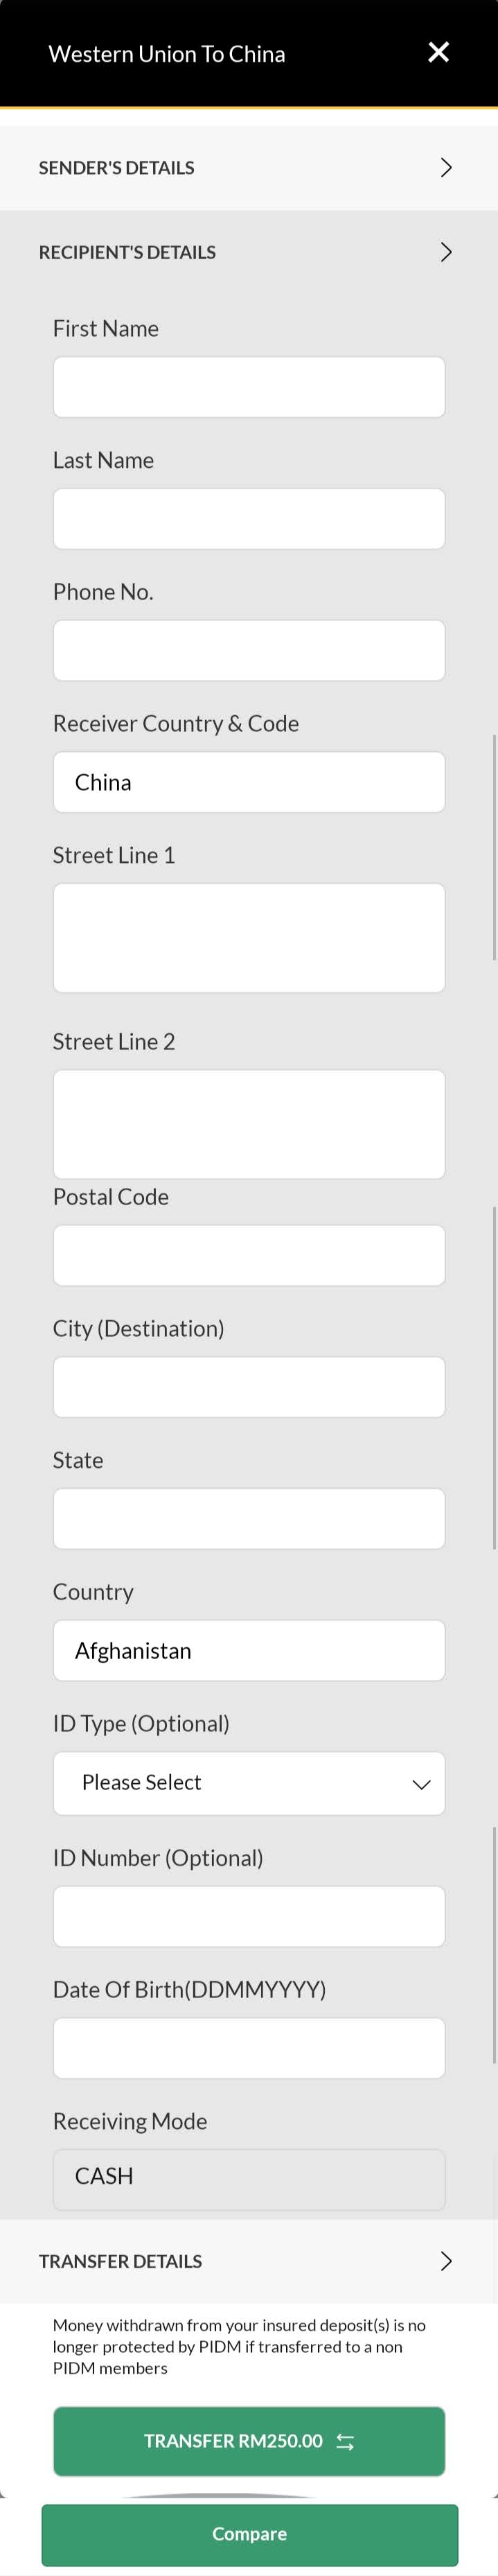 Western Union To China
SENDER'S DETAILS
RECIPIENT'S DETAILS
First Name
Last Name
Phone No.
Receiver Country & Code
China
Street Line 1
Street Line 2
Postal Code
City (Destination)
State
Country
Afghanistan
ID Type (Optional)
Please Select
ID Number (Optional)
Date Of Birth(DDMMYYYY)
Receiving Mode
CASH
TRANSFER DETAILS
Money withdrawn from your insured deposit(s) is no
longer protected by PIDM if transferred to a non
PIDM members
TRANSFER RM250.00
Compare